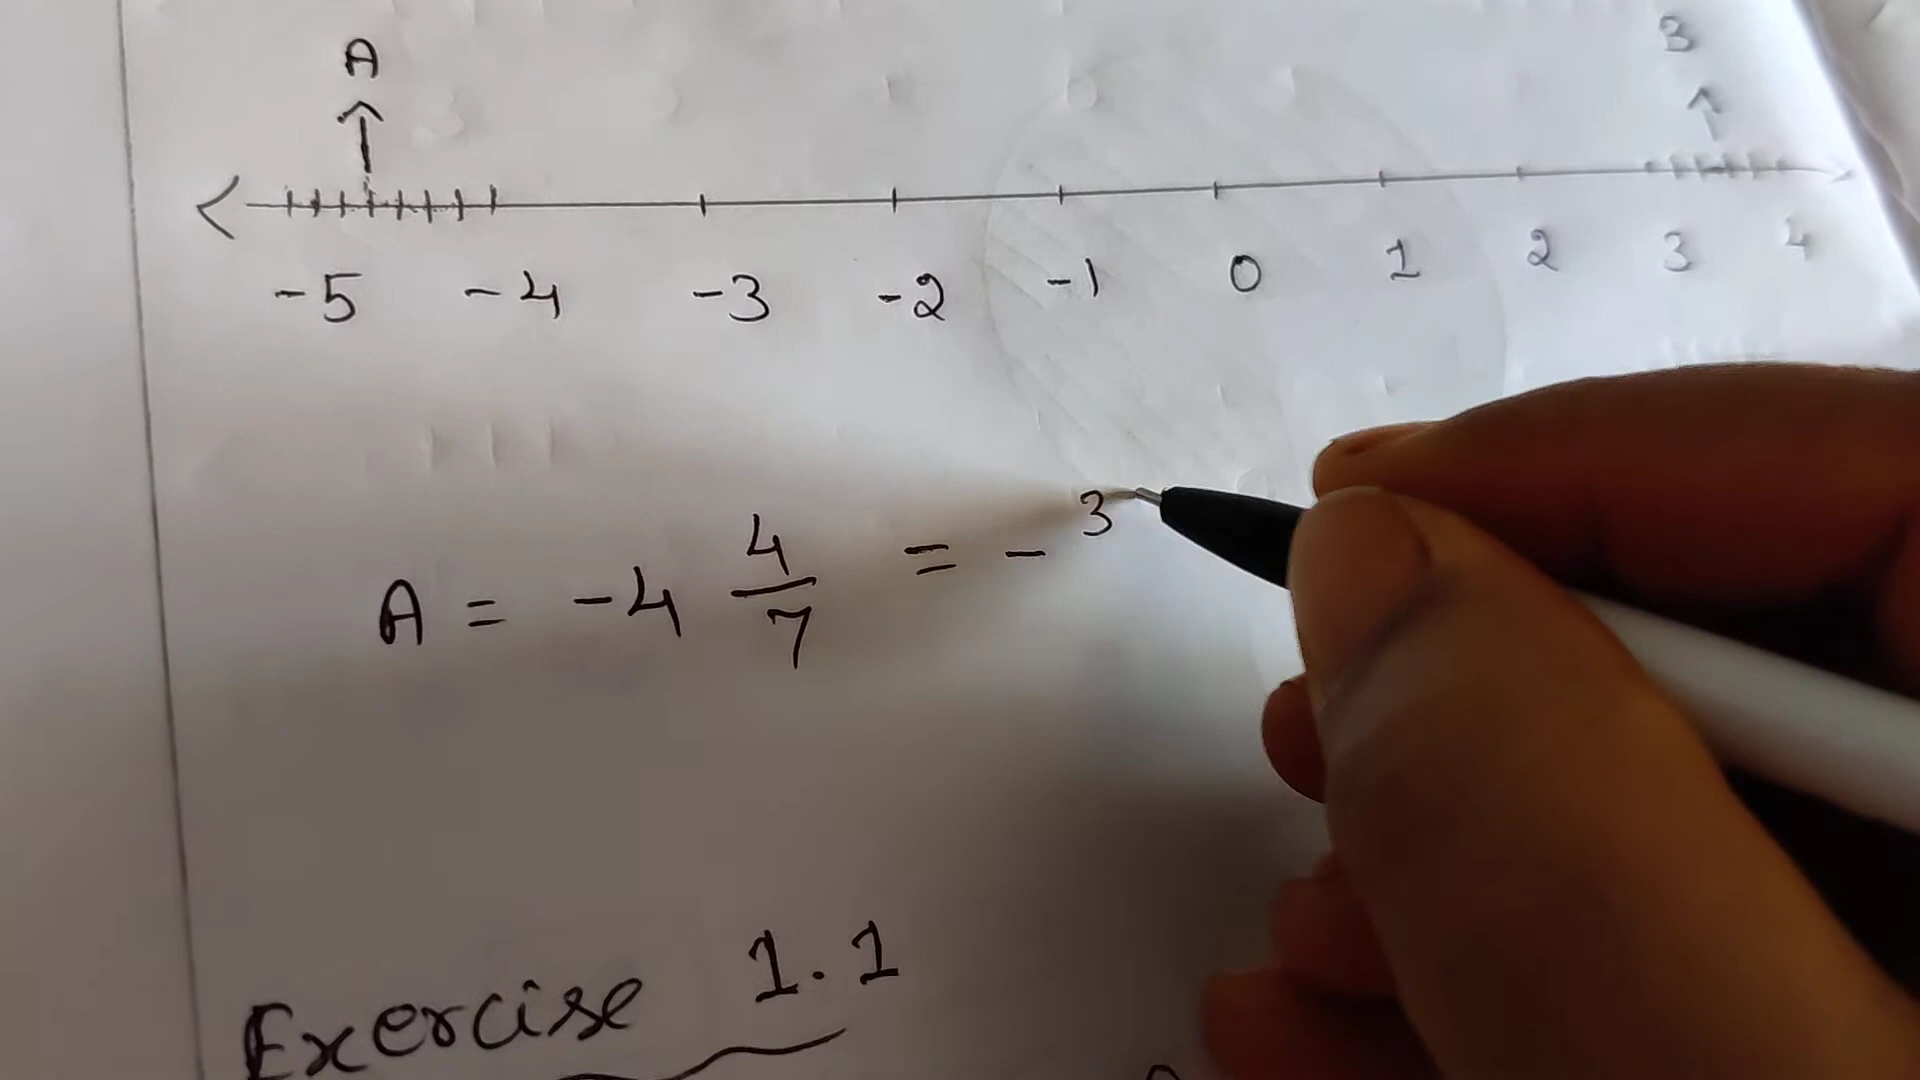 A B
-5 -4 -3 -2 -1 0 1 2 3 4
A = -4 4/7 = - 3
Exercise 1.1